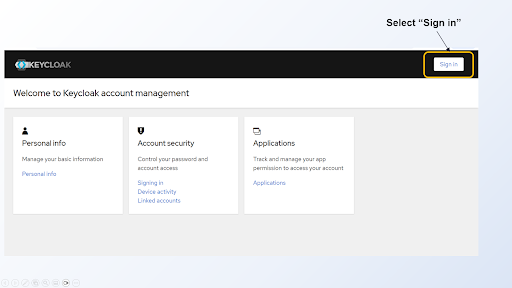 Select “Sign in”
KEYCLOAK
Sign in
Welcome to Keycloak account management
Personal info
Manage your basic information
Personal info
Account security
Control your password and
account access
Signing in
Device activity
Linked accounts
Applications
Track and manage your app
permission to access your account
Applications